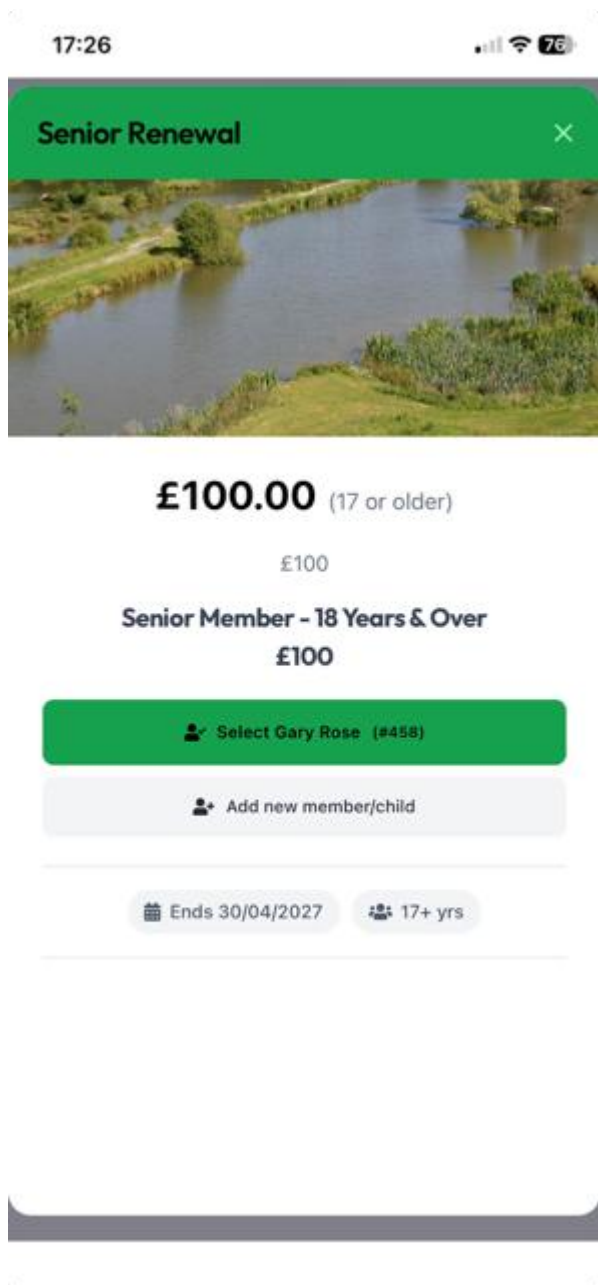 17:26
76
Senior Renewal
£100.00 (17 or older)
£100
Senior Member - 18 Years & Over
£100
Select Gary Rose (#458)
Add new member/child
Ends 30/04/2027
17+ yrs